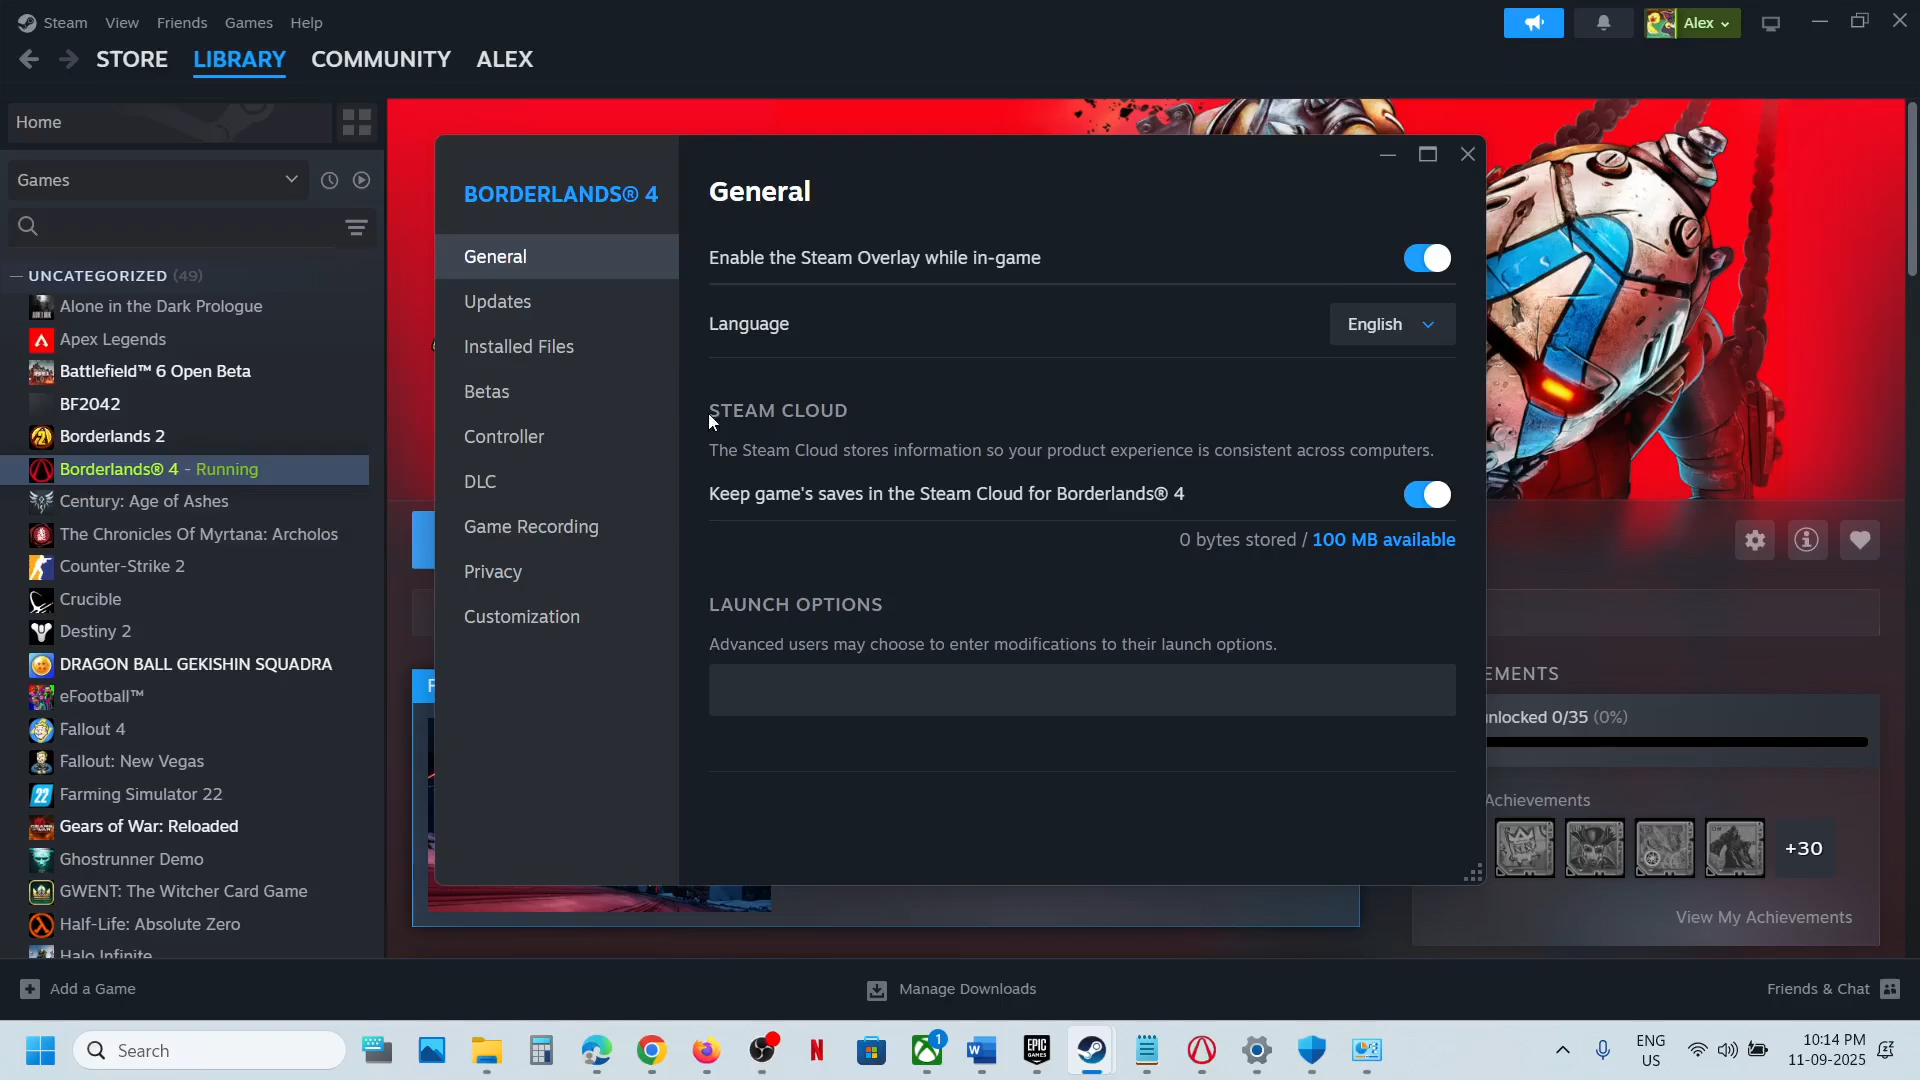 Steam View Friends Games Help
Alex
STORE LIBRARY COMMUNITY ALEX
Home
Games
— UNCATEGORIZED (49)
Alone in the Dark Prologue
Apex Legends
Battlefield™ 6 Open Beta
BF2042
Borderlands 2
Borderlands® 4 - Running
Century: Age of Ashes
The Chronicles Of Myrtana: Archolos
Counter-Strike 2
Crucible
Destiny 2
DRAGON BALL GEKISHIN SQUADRA
eFootball™
Fallout 4
Fallout: New Vegas
Farming Simulator 22
Gears of War: Reloaded
Ghostrunner Demo
GWENT: The Witcher Card Game
Half-Life: Absolute Zero
Halo Infinite
BORDERLANDS® 4
General
Updates
Installed Files
Betas
Controller
DLC
Game Recording
Privacy
Customization
General
Enable the Steam Overlay while in-game
Language English
STEAM CLOUD
The Steam Cloud stores information so your product experience is consistent across computers.
Keep game's saves in the Steam Cloud for Borderlands® 4
0 bytes stored / 100 MB available
LAUNCH OPTIONS
Advanced users may choose to enter modifications to their launch options.
F
EMENTS
nlocked 0/35 (0%)
Achievements
+30
View My Achievements
Add a Game
Manage Downloads
Friends & Chat
Search
1
ENG
US
10:14 PM
11-09-2025